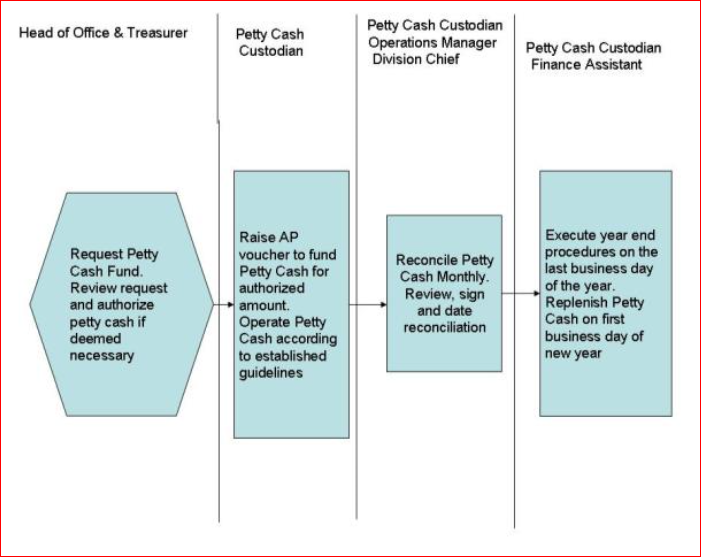 Head of Office & Treasurer
Petty Cash
Custodian
Petty Cash Custodian
Operations Manager
Division Chief
Petty Cash Custodian
Finance Assistant
Request Petty
Cash Fund.
Review request
and authorize
petty cash if
deemed
necessary
Raise AP
voucher to fund
Petty Cash for
authorized
amount.
Operate Petty
Cash according
to established
guidelines
Reconcile Petty
Cash Monthly.
Review, sign
and date
reconciliation
Execute year end
procedures on the
last business day
of the year.
Replenish Petty
Cash on first
business day of
new year